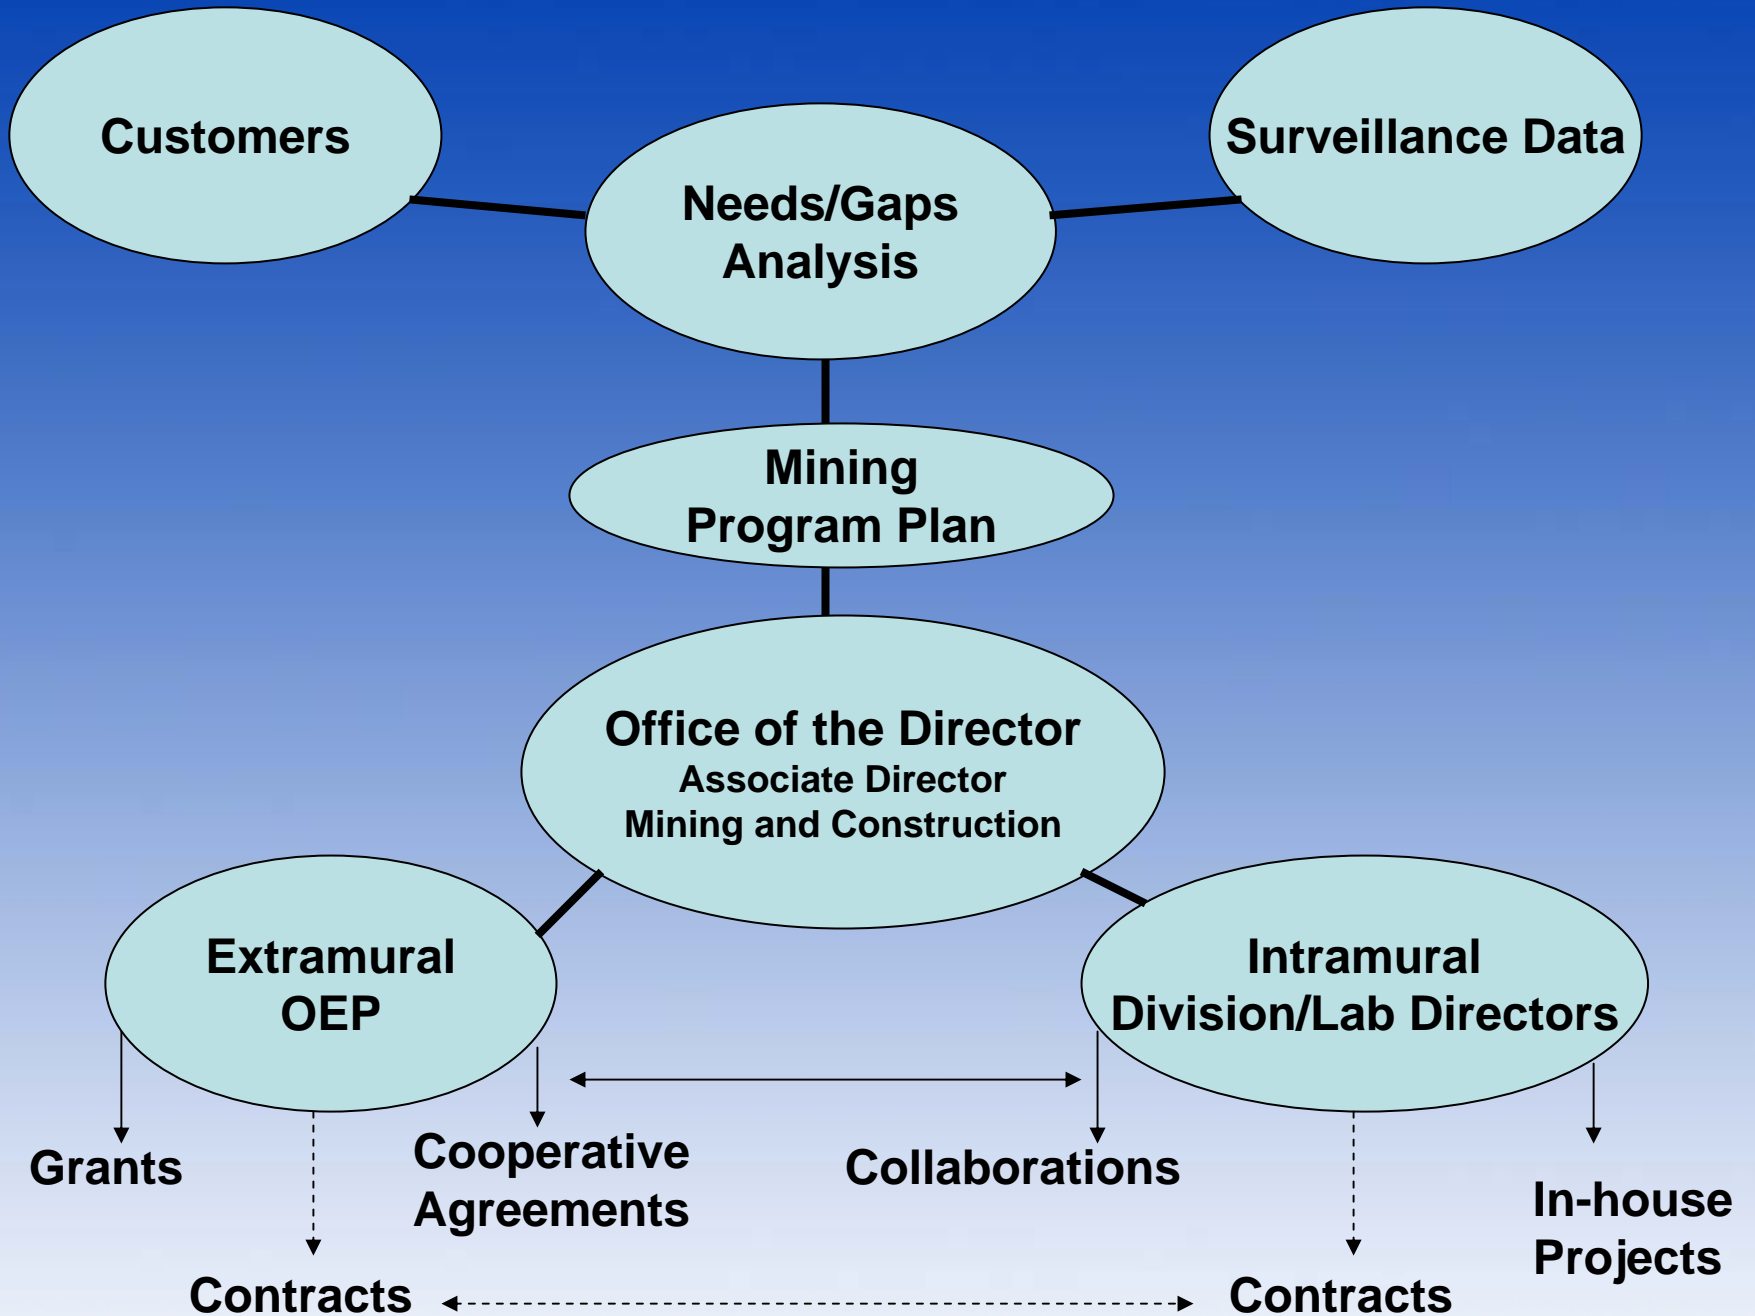 Customers
Surveillance Data
Needs/Gaps
Analysis
Mining
Program Plan
Office of the Director
Associate Director
Mining and Construction
Extramural
OEP
Intramural
Division/Lab Directors
Grants
Cooperative
Agreements
Collaborations
In-house
Projects
Contracts
Contracts